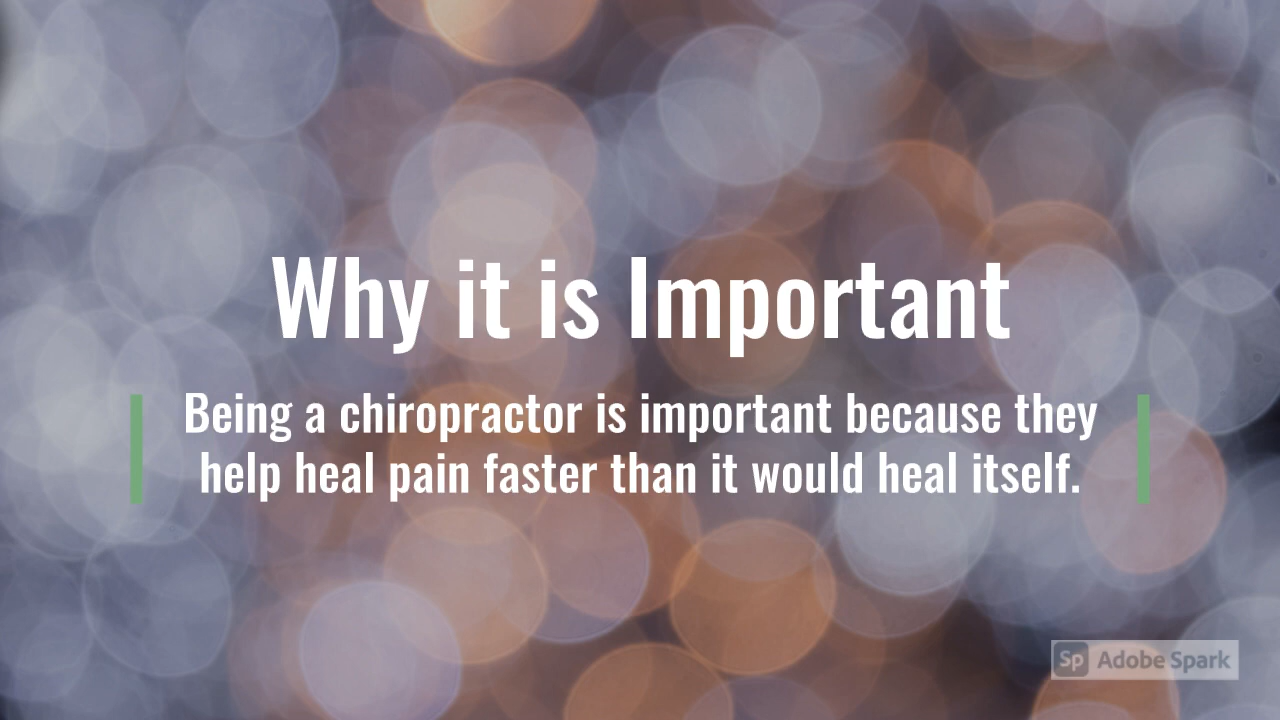 Why it is Important
Being a chiropractor is important because they
help heal pain faster than it would heal itself.
Sp Adobe Spark